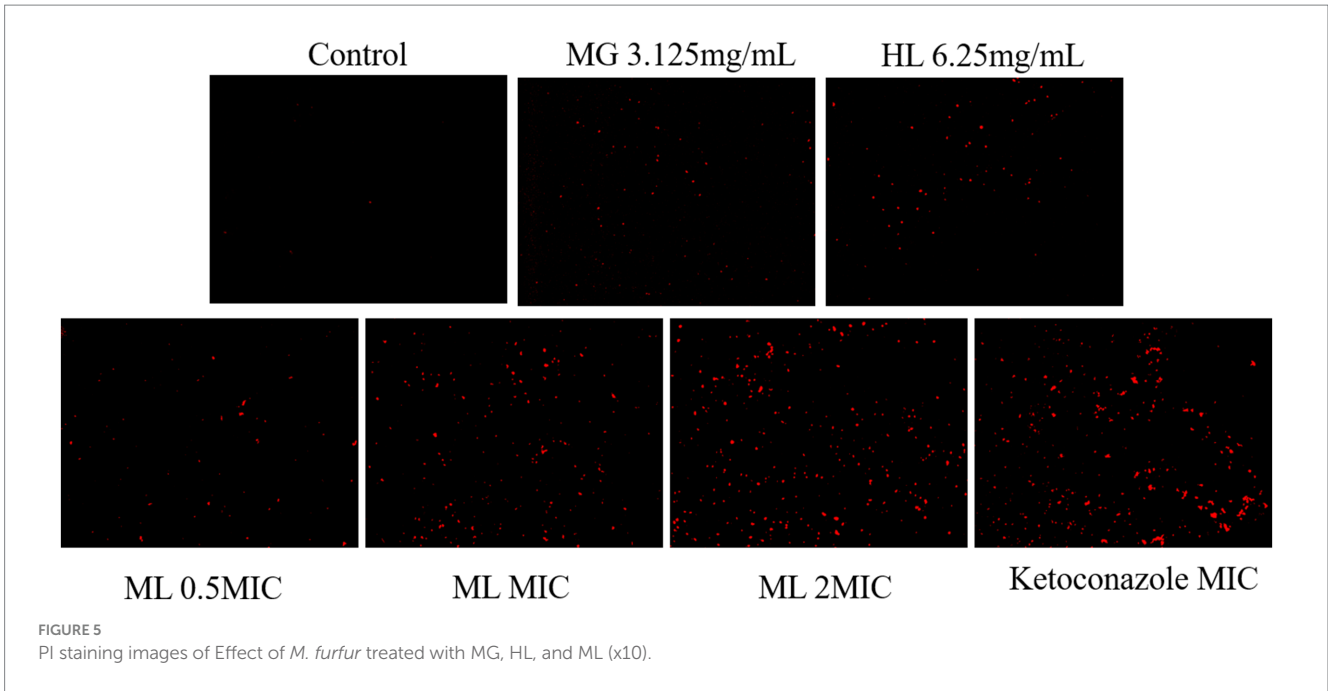 Control
MG 3.125mg/mL
HL 6.25mg/mL
ML 0.5MIC
ML MIC
ML 2MIC
Ketoconazole MIC
FIGURE 5
PI staining images of Effect of M. furfur treated with MG, HL, and ML (x10).